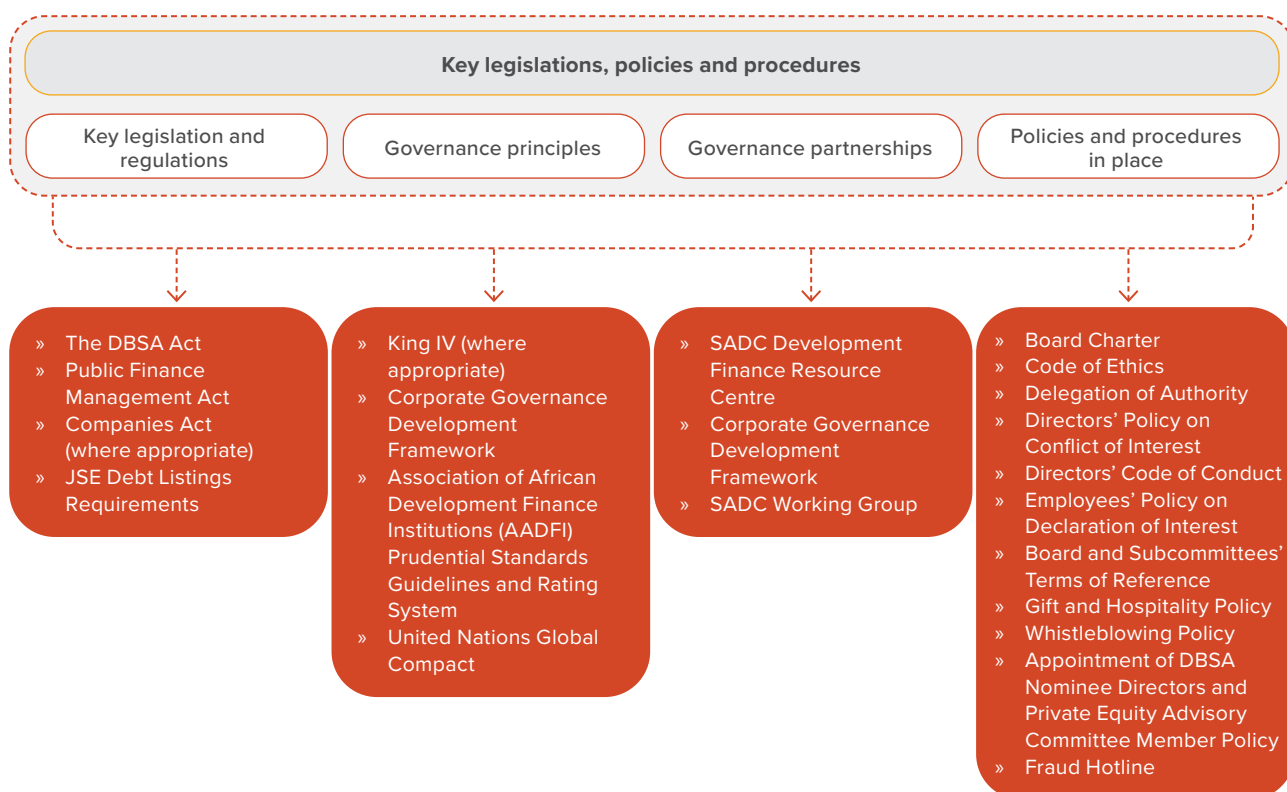 Key legislations, policies and procedures
Key legislation and
regulations
Governance principles
Governance partnerships
Policies and procedures
in place
» The DBSA Act
» Public Finance
Management Act
» Companies Act
(where appropriate)
» JSE Debt Listings
Requirements
» King IV (where
appropriate)
» Corporate Governance
Development
Framework
» Association of African
Development Finance
Institutions (AADFI)
Prudential Standards
Guidelines and Rating
System
» United Nations Global
Compact
» SADC Development
Finance Resource
Centre
» Corporate Governance
Development
Framework
» SADC Working Group
» Board Charter
» Code of Ethics
» Delegation of Authority
» Directors’ Policy on
Conflict of Interest
» Directors’ Code of Conduct
» Employees’ Policy on
Declaration of Interest
» Board and Subcommittees’
Terms of Reference
» Gift and Hospitality Policy
» Whistleblowing Policy
» Appointment of DBSA
Nominee Directors and
Private Equity Advisory
Committee Member Policy
» Fraud Hotline